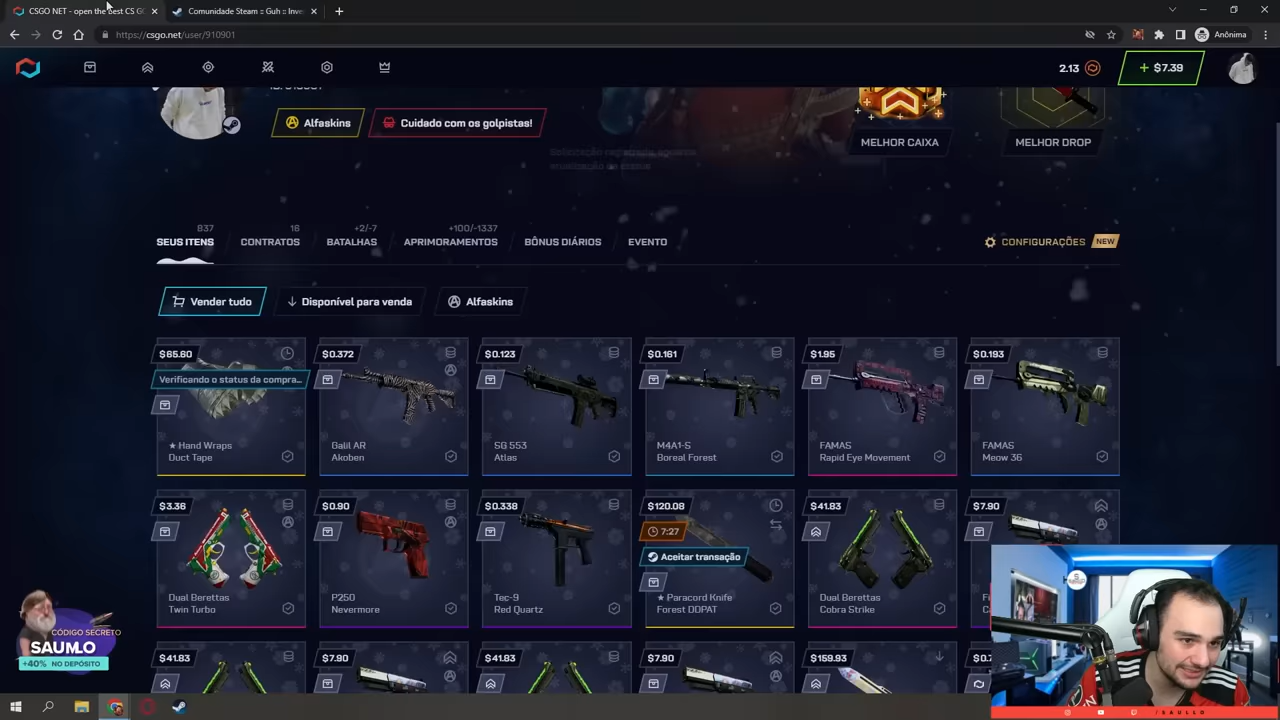 CSGO NET - open the best CS GO
Comunidade Steam :: Guh :: Inve
https://csgo.net/user/910901
Anônima
2.13
+ $7.39
Alfaskins
Cuidado com os golpistas!
MELHOR CAIXA
MELHOR DROP
837
SEUS ITENS
16
CONTRATOS
+2/-7
BATALHAS
+100/-1337
APRIMORAMENTOS
BÔNUS DIÁRIOS
EVENTO
CONFIGURAÇÕES NEW
Vender tudo
Disponível para venda
Alfaskins
$65.60
Verificando o status da compra...
★ Hand Wraps
Duct Tape
$0.372
Galil AR
Akoben
$0.123
SG 553
Atlas
$0.161
M4A1-S
Boreal Forest
$1.95
FAMAS
Rapid Eye Movement
$0.193
FAMAS
Meow 36
$3.36
Dual Berettas
Twin Turbo
$0.90
P250
Nevermore
$0.338
Tec-9
Red Quartz
$120.08
7:27
Aceitar transação
★ Paracord Knife
Forest DDPAT
$41.83
Dual Berettas
Cobra Strike
$7.90
$41.83
$7.90
$41.83
$7.90
$159.93
CÓDIGO SECRETO
SAUMLO
+40% NO DEPÓSITO
/SAULLO